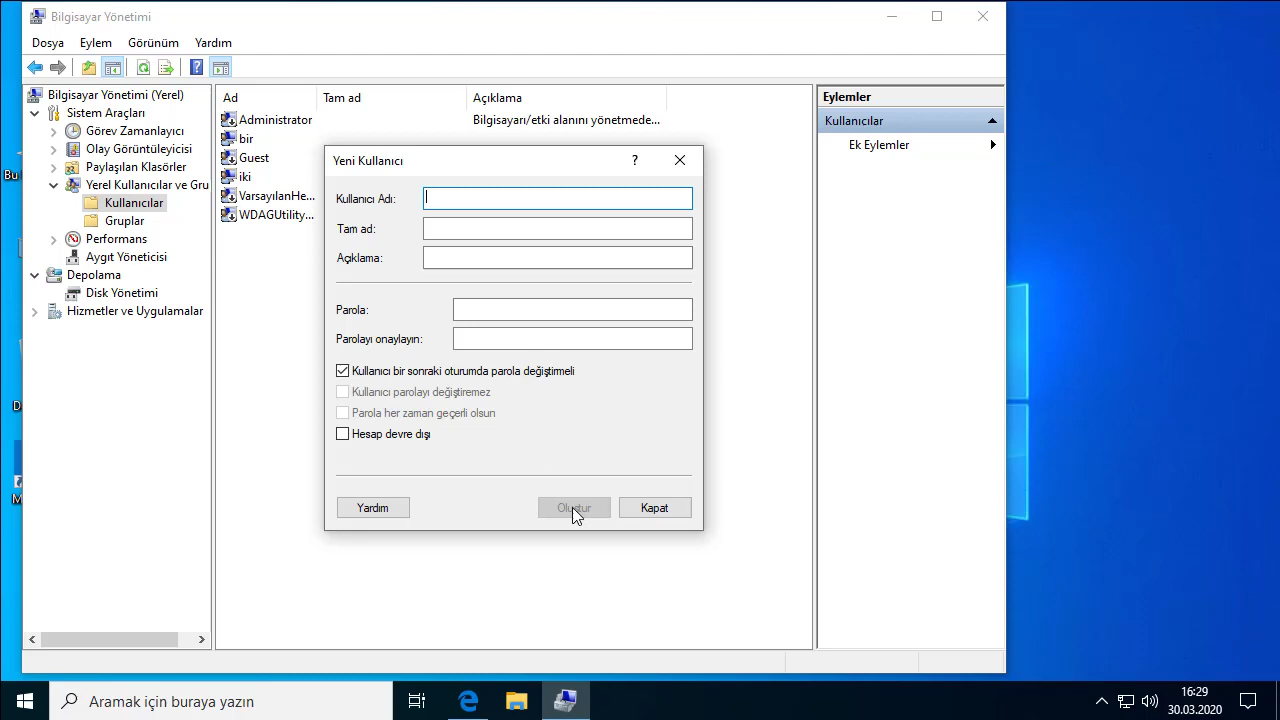 Bilgisayar Yönetimi
Dosya Eylem Görünüm Yardım
Bilgisayar Yönetimi (Yerel)
Sistem Araçları
Görev Zamanlayıcı
Olay Görüntüleyicisi
Paylaşılan Klasörler
Yerel Kullanıcılar ve Gru
Kullanıcılar
Gruplar
Performans
Aygıt Yöneticisi
Depolama
Disk Yönetimi
Hizmetler ve Uygulamalar
Ad Tam ad Açıklama
Administrator Bilgisayarı/etki alanını yönetmede...
bir
Guest
iki
VarsayılanHe...
WDAGUtility...
Eylemler
Kullanıcılar
Ek Eylemler
Yeni Kullanıcı
?
Kullanıcı Adı:
Tam ad:
Açıklama:
Parola:
Parolayı onaylayın:
Kullanıcı bir sonraki oturumda parola değiştirmeli
Kullanıcı parolayı değiştiremez
Parola her zaman geçerli olsun
Hesap devre dışı
Yardım Oluştur Kapat
Bu
D
M
Aramak için buraya yazın
16:29
30.03.2020